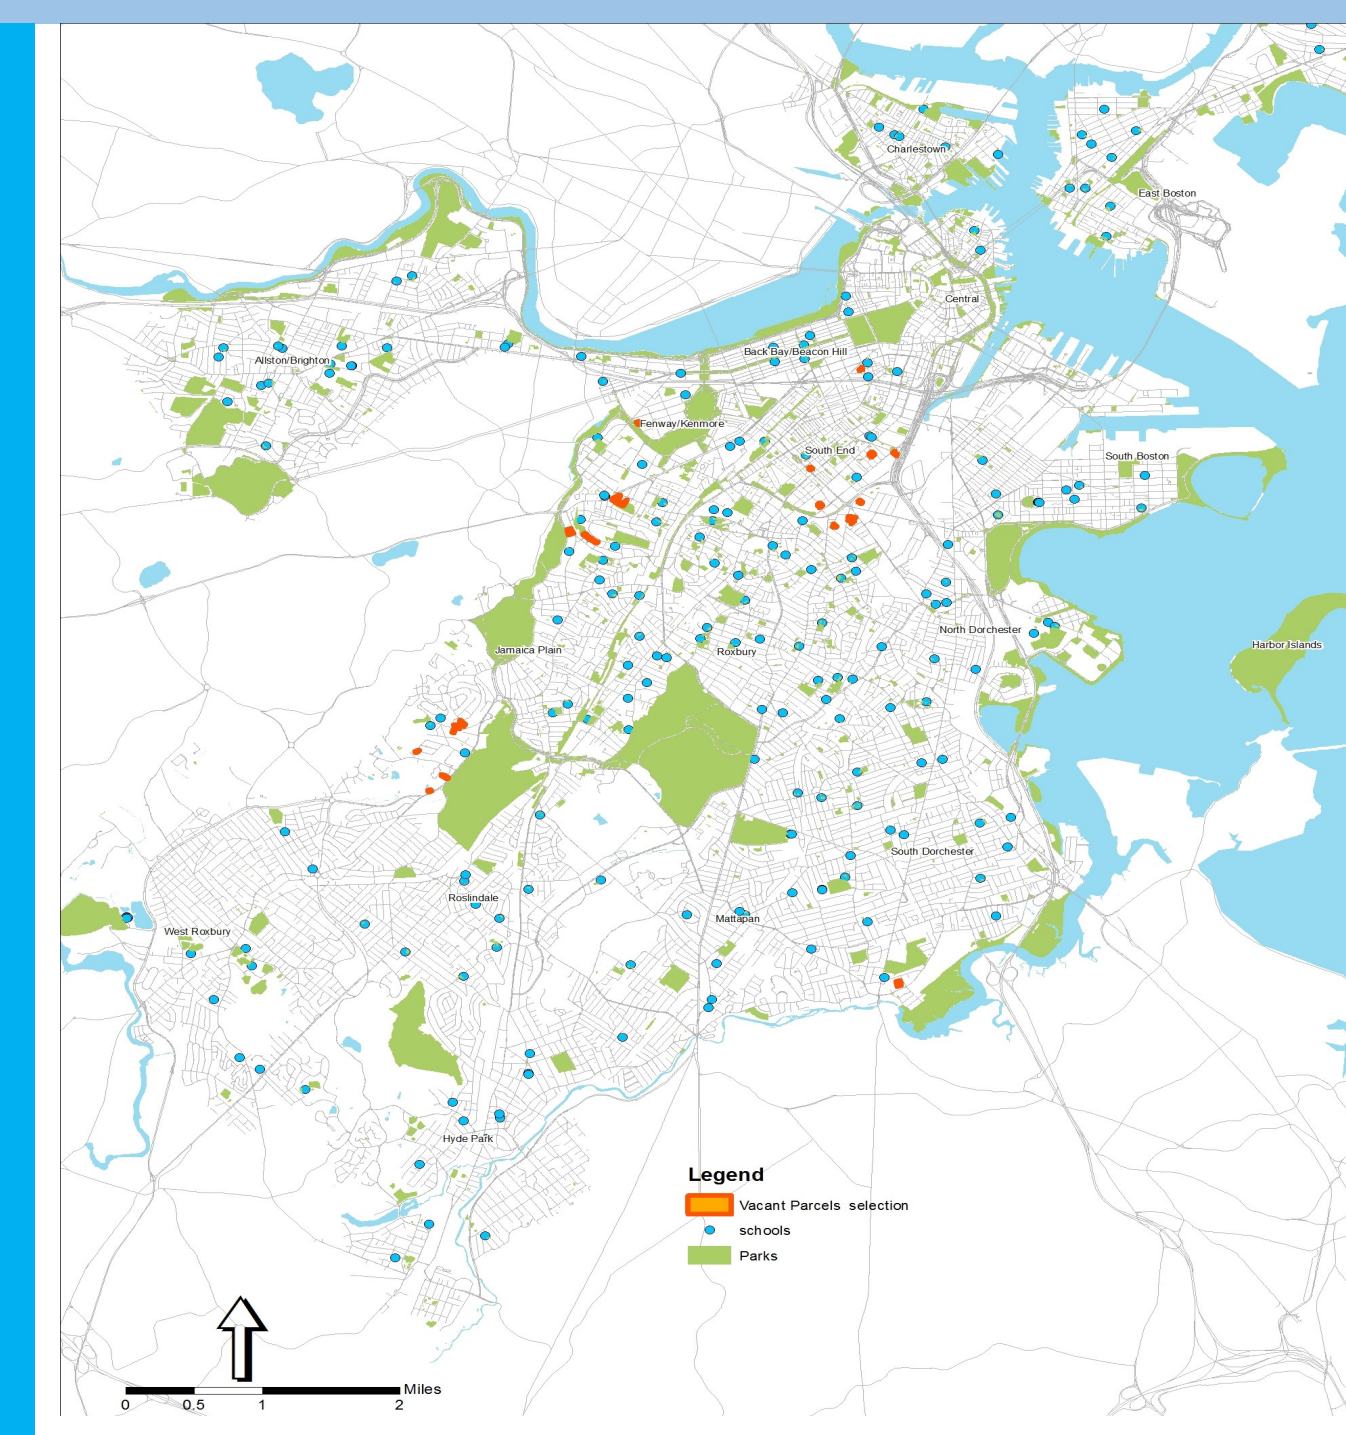 Charlestown
East Boston
Central
Back Bay/Beacon Hill
Allston/Brighton
Fenway/Kenmore
South End
South Boston
North Dorchester
Harbor Islands
Jamaica Plain
Roxbury
South Dorchester
Roslindale
Mattapan
West Roxbury
Hyde Park
Legend
Vacant Parcels selection
schools
Parks
Miles
0 0.5 1 2